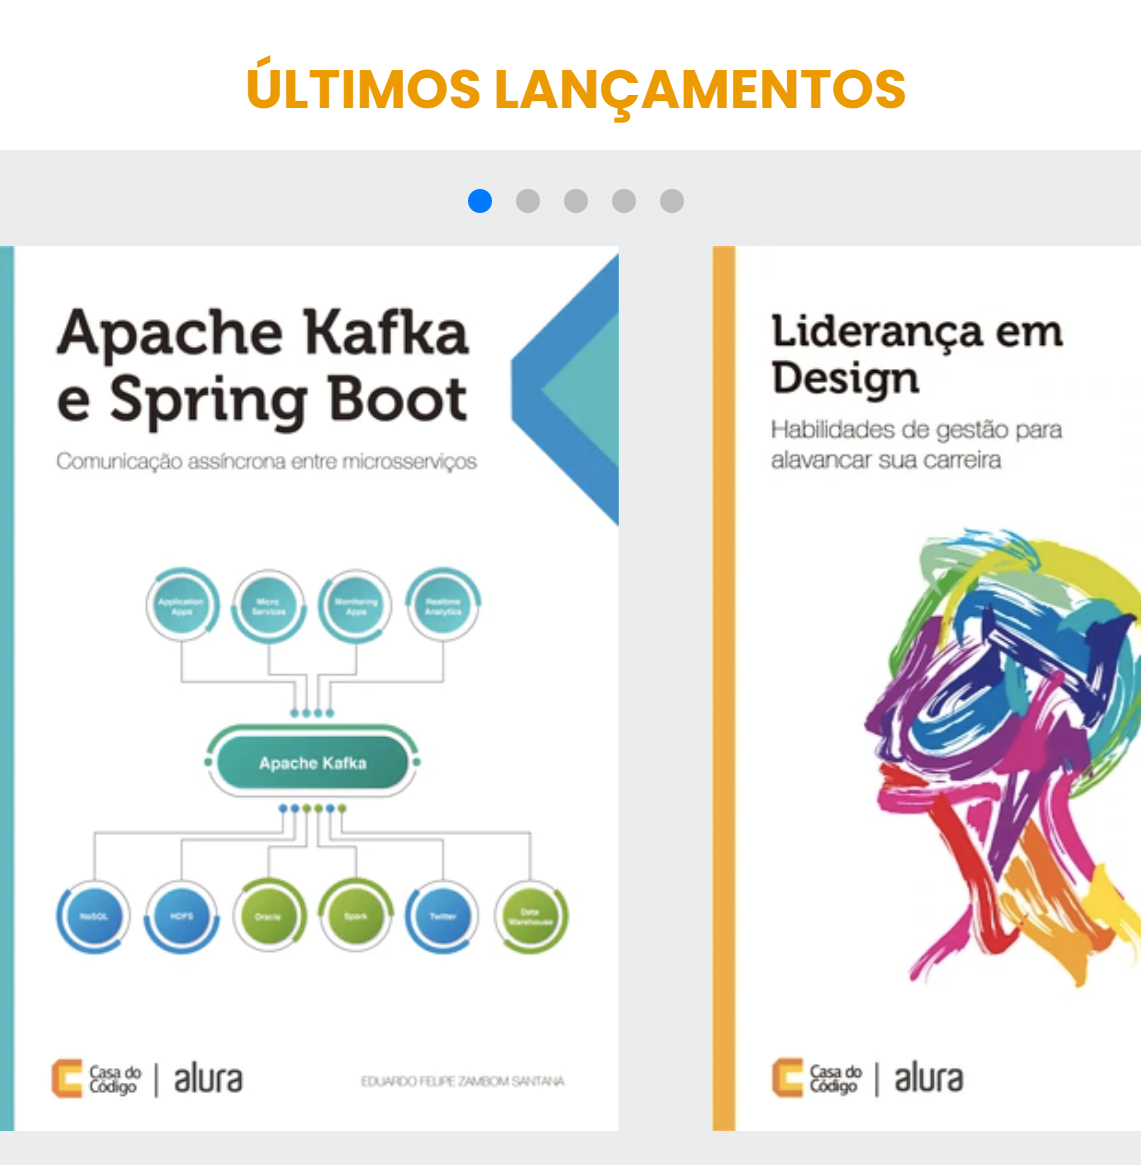 ÚLTIMOS LANÇAMENTOS
Apache Kafka
e Spring Boot
Comunicação assíncrona entre microsserviços
Application
Apps
Micro
Services
Monitoring
Apps
Realtime
Analytics
Apache Kafka
NoSQL
HDFS
Oracle
Spark
Twitter
Data
Warehouse
Casa do
Código
alura
EDUARDO FELIPE ZAMBOM SANTANA
Liderança em
Design
Habilidades de gestão para
alavancar sua carreira
Casa do
Código
alura